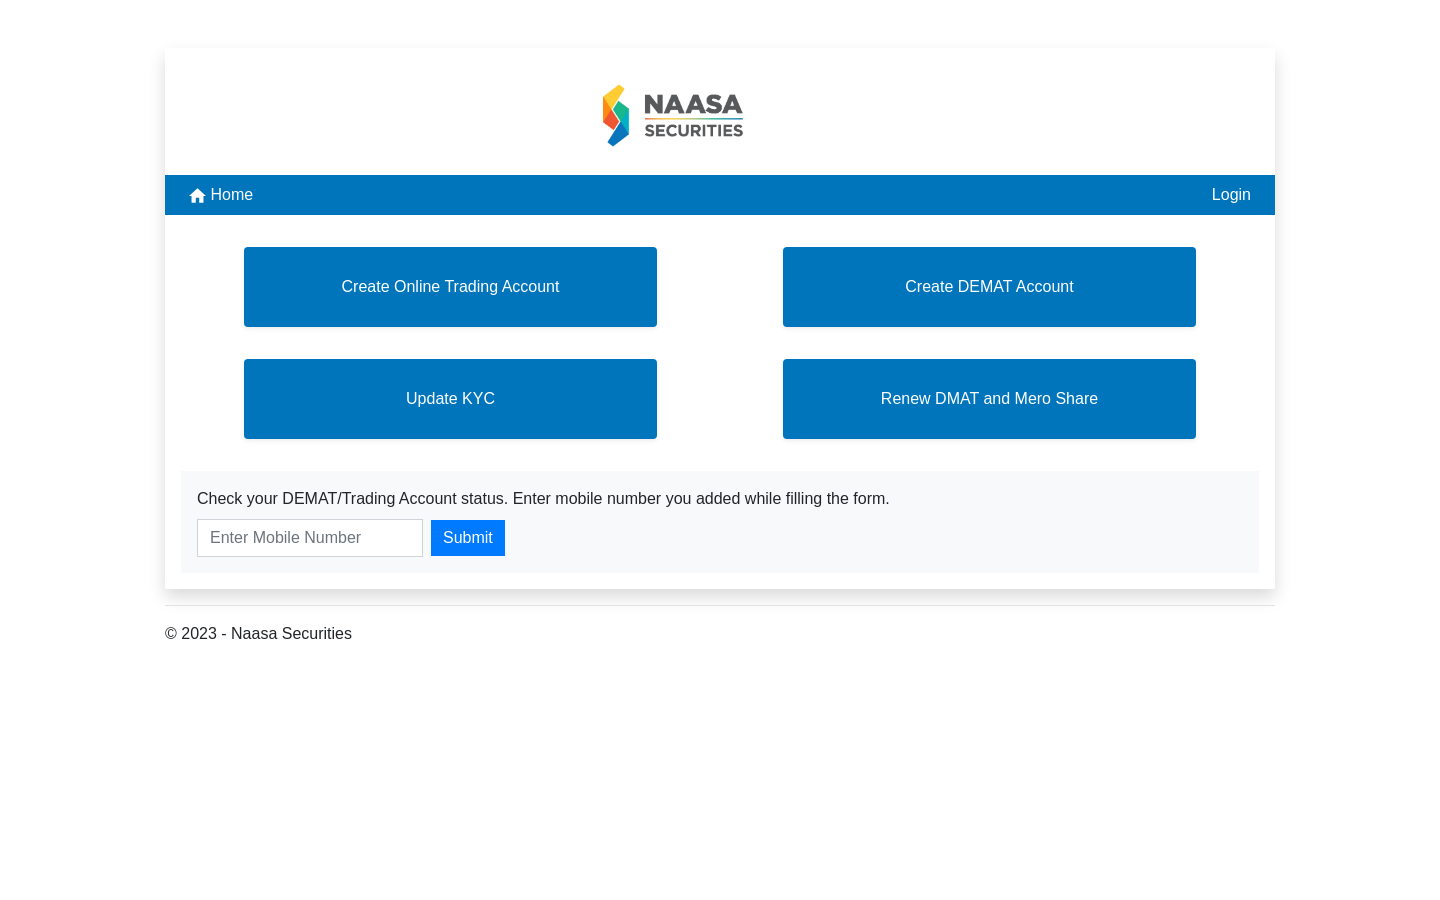 NAASA
SECURITIES
Home
Login
Create Online Trading Account
Create DEMAT Account
Update KYC
Renew DMAT and Mero Share
Check your DEMAT/Trading Account status. Enter mobile number you added while filling the form.
Enter Mobile Number
Submit
© 2023 - Naasa Securities